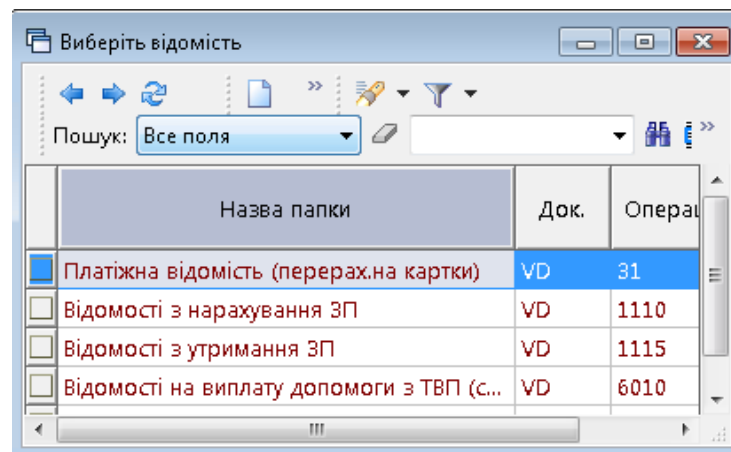 Виберіть відомість
Пошук: Все поля
Назва папки Док.
Платіжна відомість (перерах.на картки) VD 31
Відомості з нарахування ЗП VD 1110
Відомості з утримання ЗП VD 1115
Відомості на виплату допомоги з ТВП (с... VD 6010